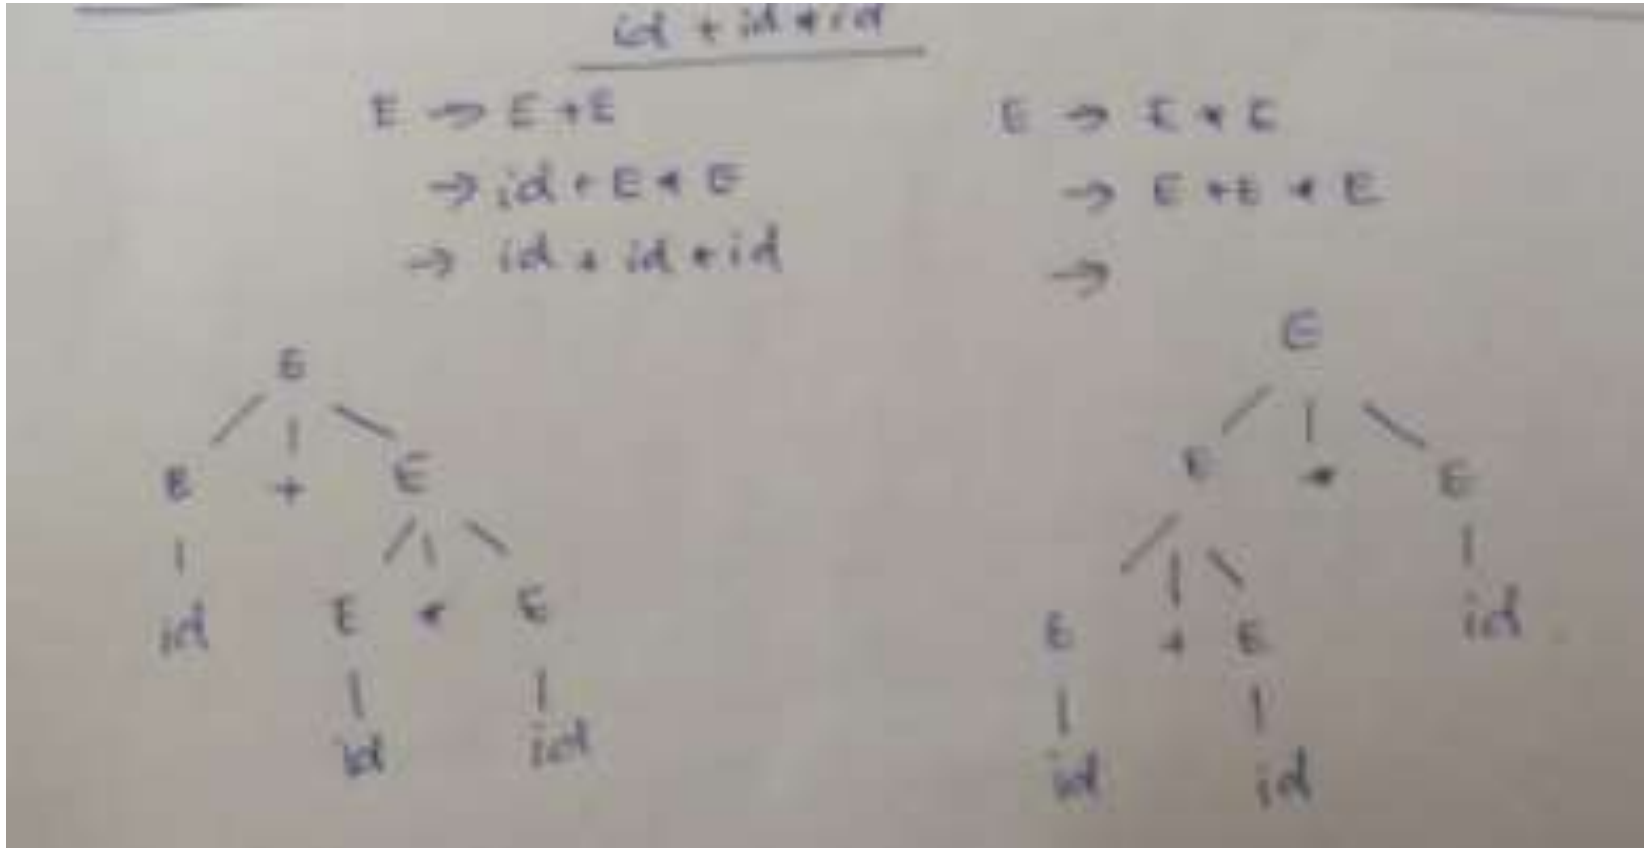 id + id * id
E → E + E
→ id + E * E
→ id + id * id
E → E * E
→ E + E * E
→
E
E + E
id E * E
id id
E
E * E
E + E id
id id